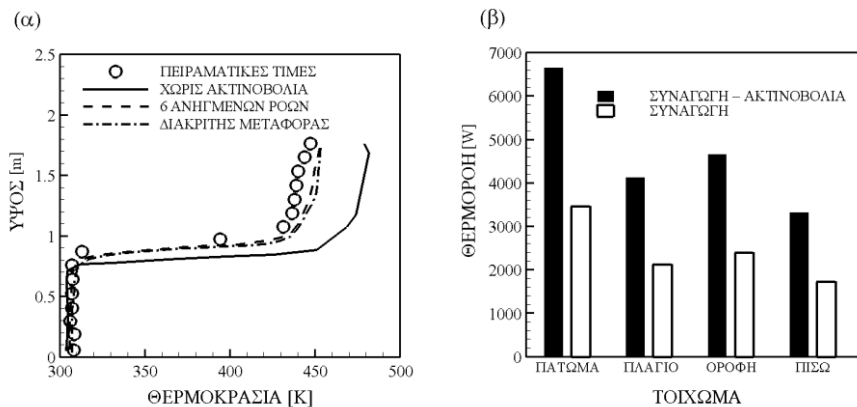 (α)
2.5
2
1.5
1
0.5
0
300
350
400
450
500
ΥΨΟΣ [m]
ΘΕΡΜΟΚΡΑΣΙΑ [K]
ΠΕΙΡΑΜΑΤΙΚΕΣ ΤΙΜΕΣ
ΧΩΡΙΣ ΑΚΤΙΝΟΒΟΛΙΑ
6 ΑΝΗΓΜΕΝΩΝ ΡΟΩΝ
ΔΙΑΚΡΙΤΗΣ ΜΕΤΑΦΟΡΑΣ
(β)
7000
6000
5000
4000
3000
2000
1000
0
ΘΕΡΜΟΡΟΗ [W]
ΣΥΝΑΓΩΓΗ – ΑΚΤΙΝΟΒΟΛΙΑ
ΣΥΝΑΓΩΓΗ
ΠΑΤΩΜΑ
ΠΛΑΓΙΟ
ΟΡΟΦΗ
ΠΙΣΩ
ΤΟΙΧΩΜΑ